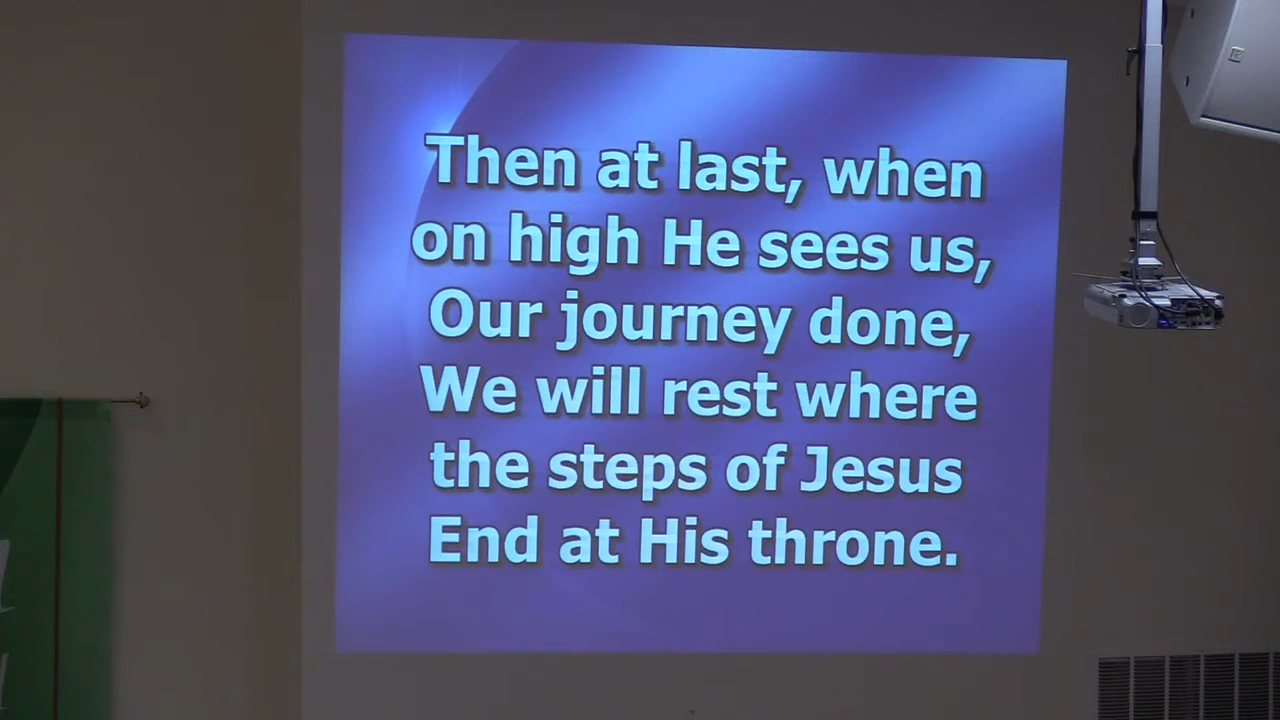 Then at last, when
on high He sees us,
Our journey done,
We will rest where
the steps of Jesus
End at His throne.